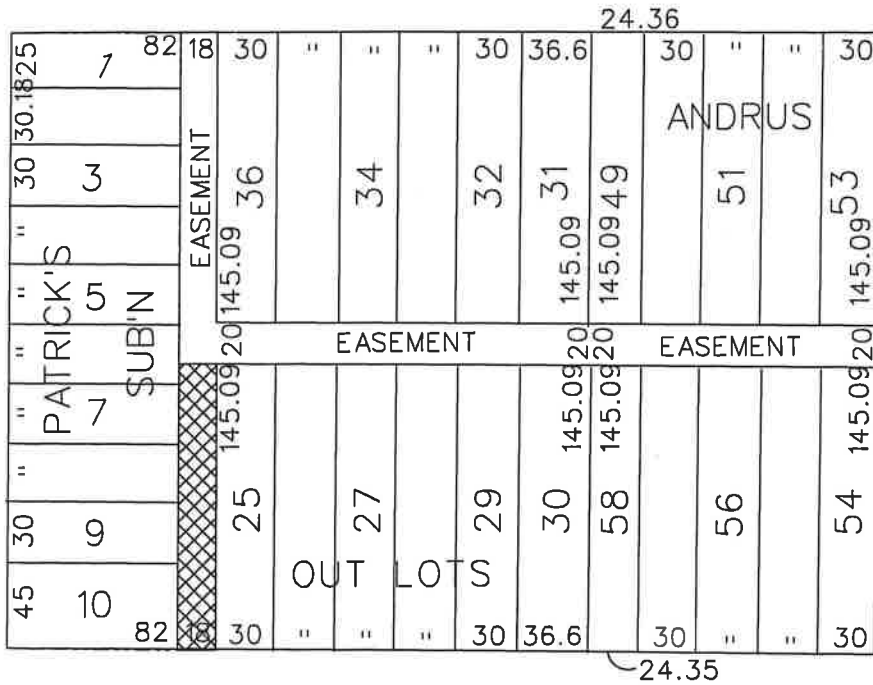 24.36
25 1 82 18 30 " " " 30 36.6 30 " " 30
30.18
ANDRUS
30 3 EASEMENT 36 34 32 31 49 51 53
"
145.09 145.09 145.09 145.09
PATRICK'S SUB'N
" 5
" 20 EASEMENT 20 20 EASEMENT 20
" 7 145.09 145.09 145.09 145.09
"
30 9 25 27 29 30 58 56 54
OUT LOTS
45 10 82 18 30 " " " 30 36.6 30 " " 30
24.35